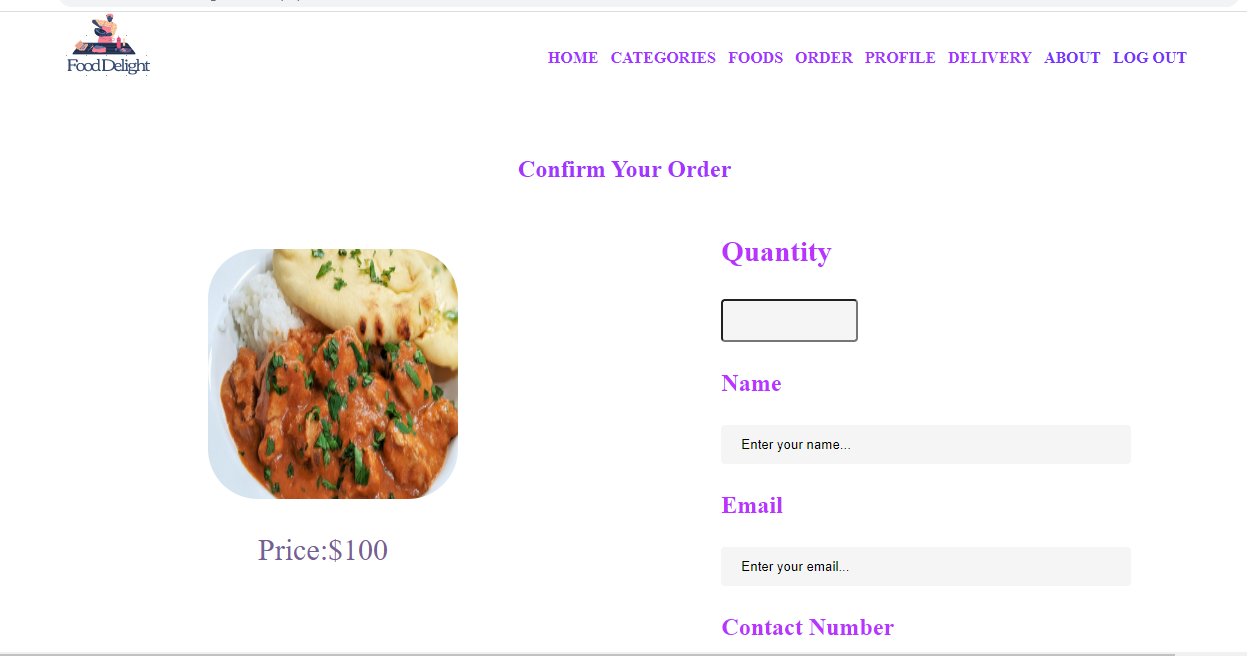 FoodDelight
HOME CATEGORIES FOODS ORDER PROFILE DELIVERY ABOUT LOG OUT
Confirm Your Order
Quantity
Name
Enter your name...
Email
Enter your email...
Price:$100
Contact Number